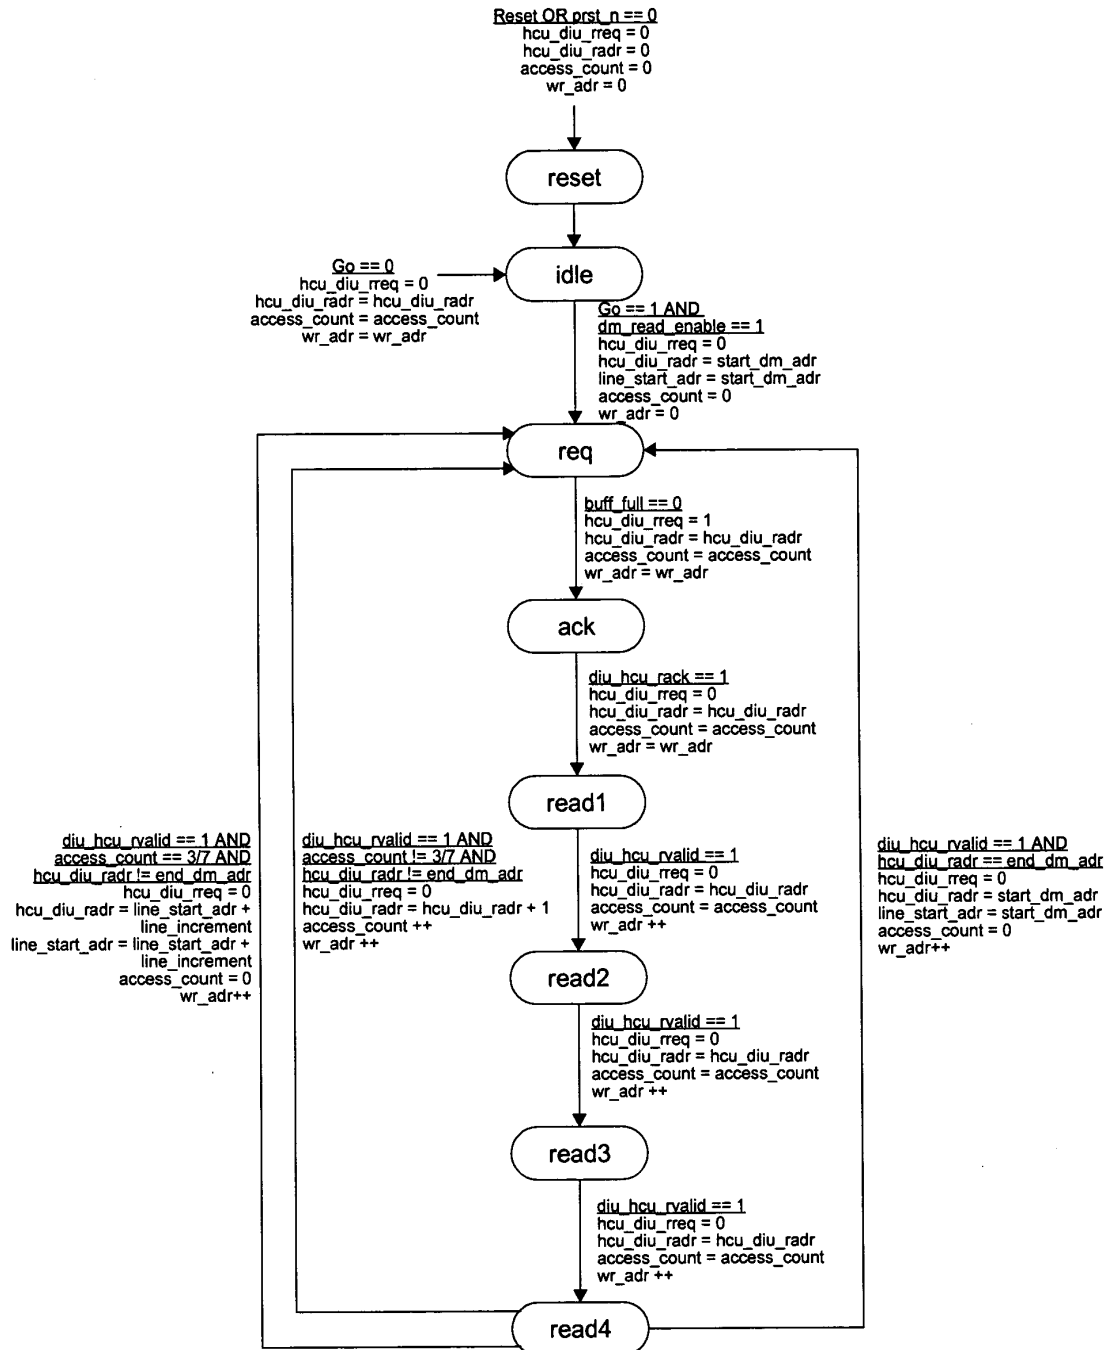 Reset OR prst_n == 0
hcu_diu_rreq = 0
hcu_diu_radr = 0
access_count = 0
wr_adr = 0
reset
idle
Go == 0
hcu_diu_rreq = 0
hcu_diu_radr = hcu_diu_radr
access_count = access_count
wr_adr = wr_adr
Go == 1 AND
dm_read_enable == 1
hcu_diu_rreq = 0
hcu_diu_radr = start_dm_adr
line_start_adr = start_dm_adr
access_count = 0
wr_adr = 0
req
buff_full == 0
hcu_diu_rreq = 1
hcu_diu_radr = hcu_diu_radr
access_count = access_count
wr_adr = wr_adr
ack
diu_hcu_rack == 1
hcu_diu_rreq = 0
hcu_diu_radr = hcu_diu_radr
access_count = access_count
wr_adr = wr_adr
read1
diu_hcu_rvalid == 1 AND
access_count == 3/7 AND
hcu_diu_radr != end_dm_adr
hcu_diu_rreq = 0
hcu_diu_radr = line_start_adr +
line_increment
line_start_adr = line_start_adr +
line_increment
access_count = 0
wr_adr++
diu_hcu_rvalid == 1 AND
access_count != 3/7 AND
hcu_diu_radr != end_dm_adr
hcu_diu_rreq = 0
hcu_diu_radr = hcu_diu_radr + 1
access_count ++
wr_adr ++
diu_hcu_rvalid == 1
hcu_diu_rreq = 0
hcu_diu_radr = hcu_diu_radr
access_count = access_count
wr_adr ++
diu_hcu_rvalid == 1 AND
hcu_diu_radr == end_dm_adr
hcu_diu_rreq = 0
hcu_diu_radr = start_dm_adr
line_start_adr = start_dm_adr
access_count = 0
wr_adr++
read2
diu_hcu_rvalid == 1
hcu_diu_rreq = 0
hcu_diu_radr = hcu_diu_radr
access_count = access_count
wr_adr ++
read3
diu_hcu_rvalid == 1
hcu_diu_rreq = 0
hcu_diu_radr = hcu_diu_radr
access_count = access_count
wr_adr ++
read4